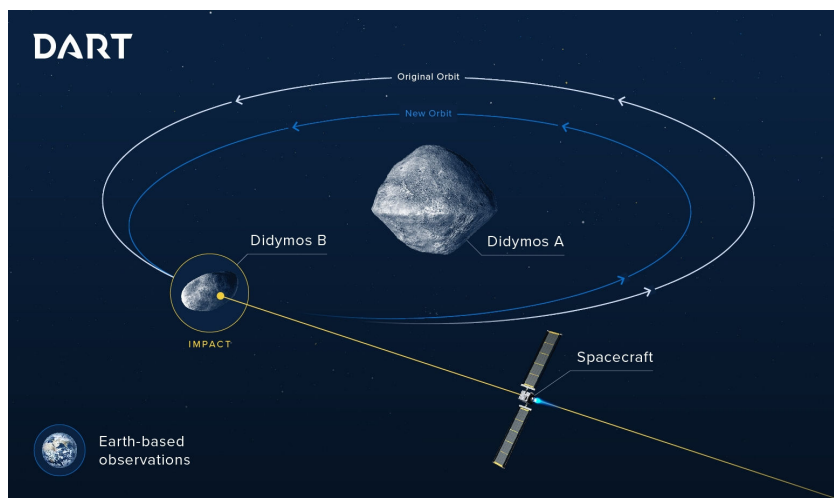 DART
Original Orbit
New Orbit
Didymos B
Didymos A
IMPACT
Spacecraft
Earth-based
observations